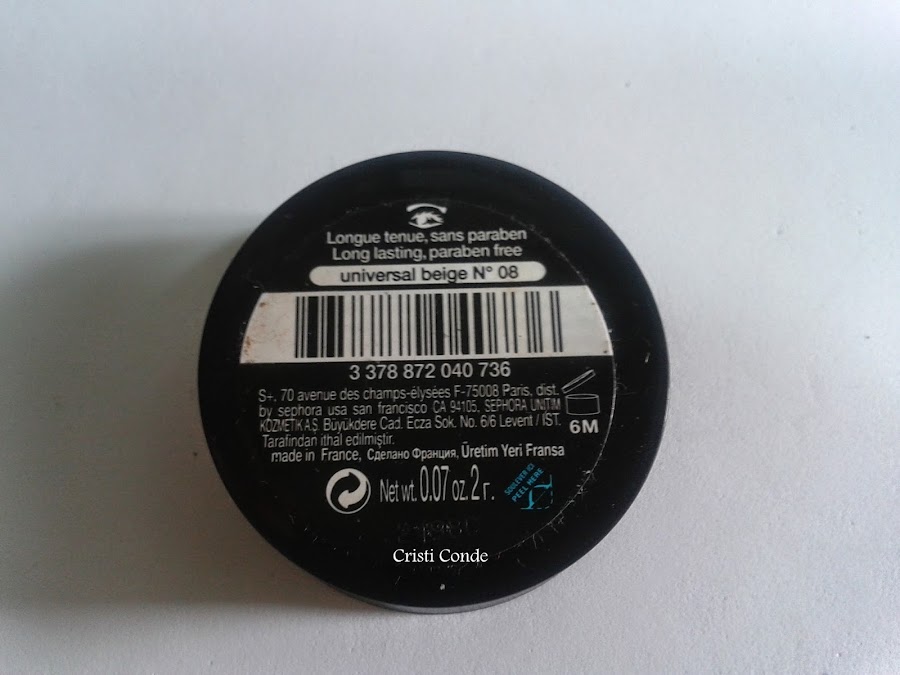 Longue tenue, sans paraben
Long lasting, paraben free
universal beige N° 08
3 378 872 040 736
S+, 70 avenue des champs-élysées F-75008 Paris, dist.
by sephora usa san francisco CA 94105, SEPHORA UNITIM
KOZMETIK A.Ş. Büyükdere Cad. Ecza Sok. No. 6/6 Levent / IST.
Tarafindan ithal edilmiştir.
6M
made in France, Сделано Франция, Üretim Yeri Fransa
Net wt. 0.07 oz. 2 г.
SOULEVER ICI
PEEL HERE
Cristi Conde